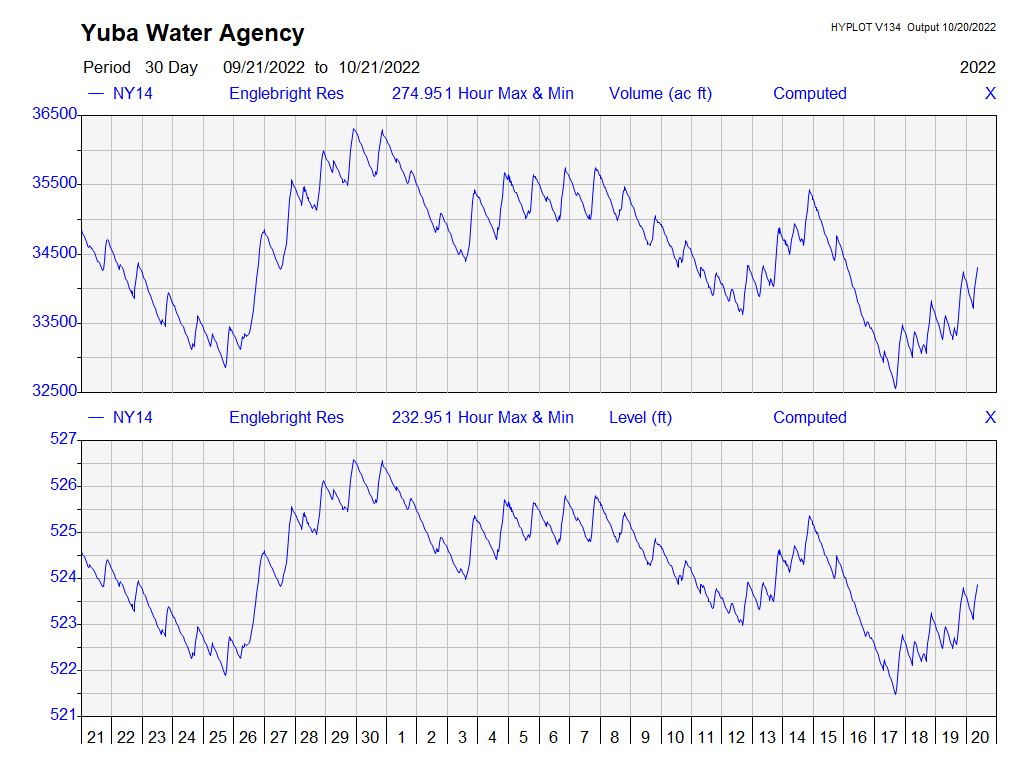 Yuba Water Agency
HYPLOT V134 Output 10/20/2022
Period 30 Day 09/21/2022 to 10/21/2022
2022
NY14 Englebright Res 274.951 Hour Max & Min Volume (ac ft) Computed X
36500
35500
34500
33500
32500
NY14 Englebright Res 232.951 Hour Max & Min Level (ft) Computed X
527
526
525
524
523
522
521
21 22 23 24 25 26 27 28 29 30 1 2 3 4 5 6 7 8 9 10 11 12 13 14 15 16 17 18 19 20